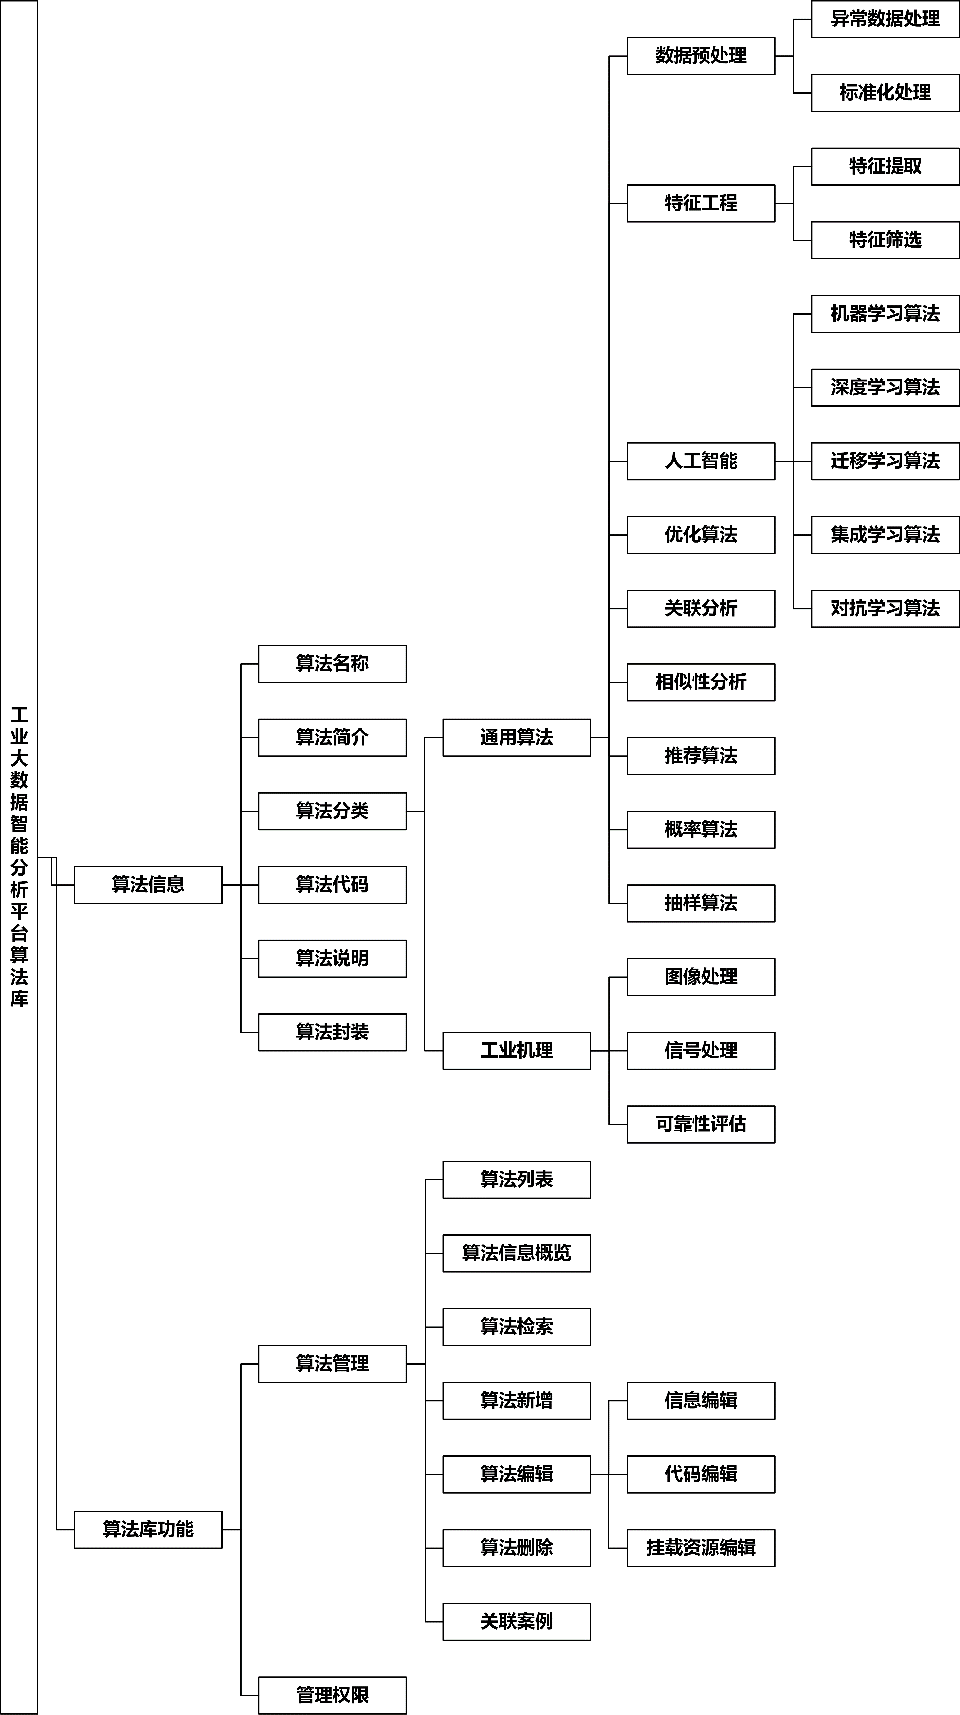 工业大数据智能分析平台算法库
算法信息
算法名称
算法简介
算法分类
通用算法
数据预处理
异常数据处理
标准化处理
特征工程
特征提取
特征筛选
人工智能
机器学习算法
深度学习算法
迁移学习算法
集成学习算法
对抗学习算法
优化算法
关联分析
相似性分析
推荐算法
概率算法
抽样算法
工业机理
图像处理
信号处理
可靠性评估
算法代码
算法说明
算法封装
算法库功能
算法管理
算法列表
算法信息概览
算法检索
算法新增
算法编辑
信息编辑
代码编辑
挂载资源编辑
算法删除
关联案例
管理权限